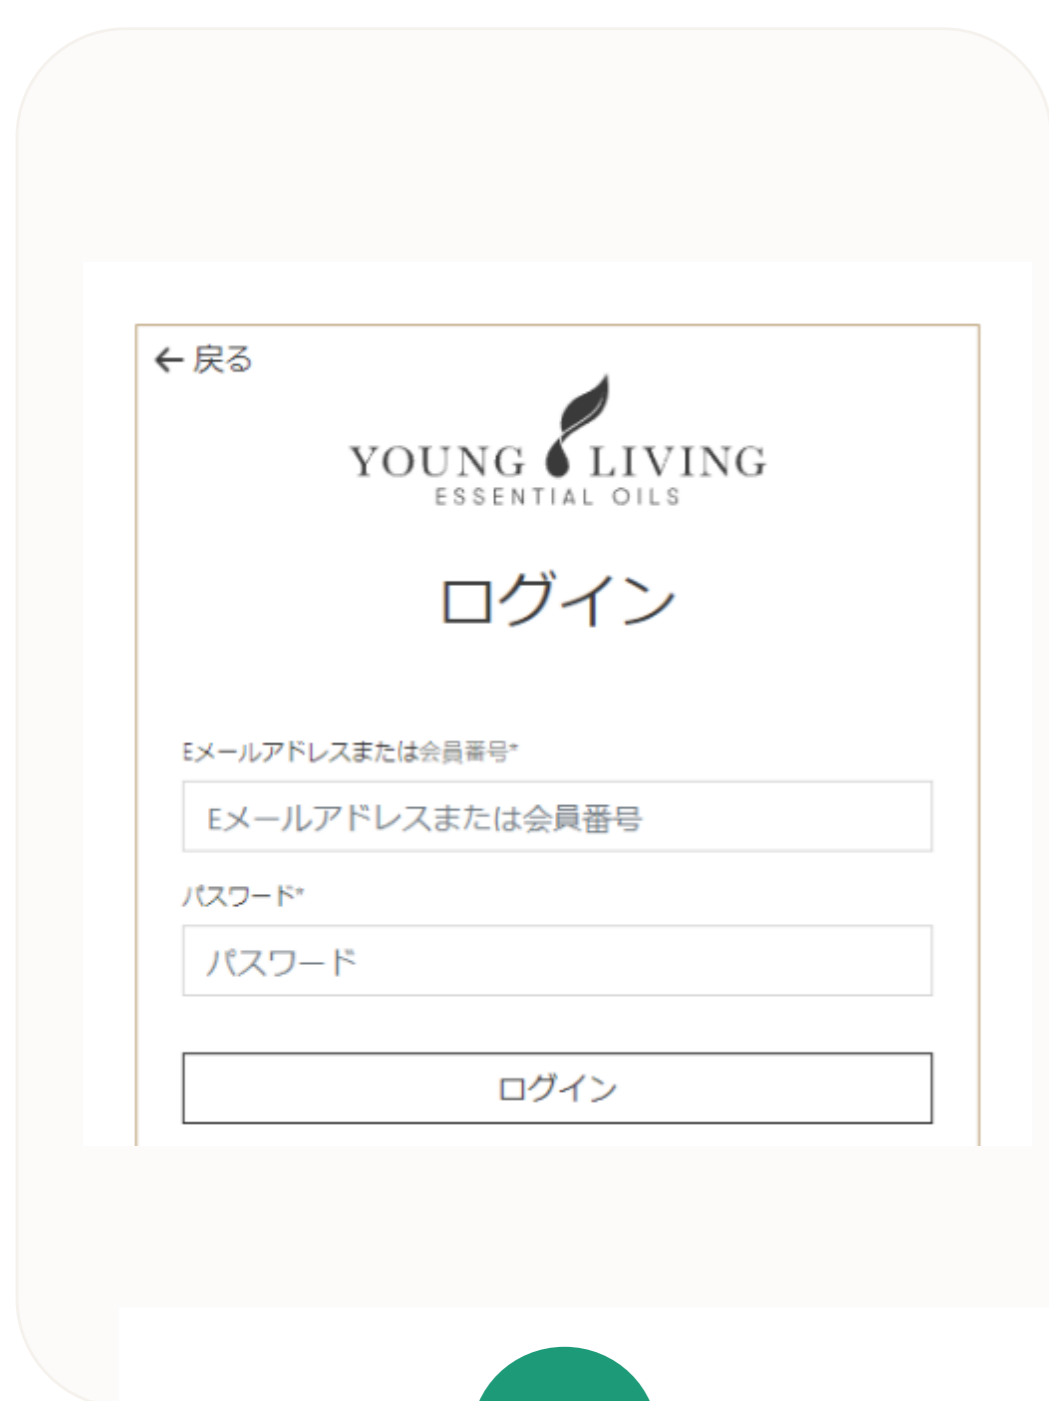 ← 戻る
YOUNG LIVING
ESSENTIAL OILS
ログイン
Eメールアドレスまたは会員番号*
Eメールアドレスまたは会員番号
パスワード*
パスワード
ログイン